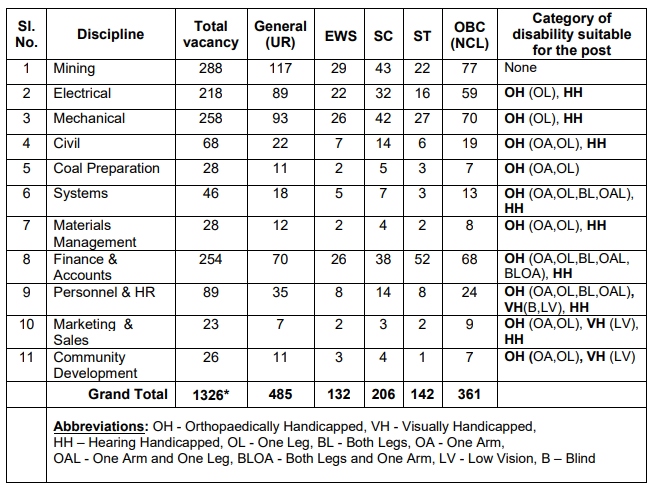 Sl. No. | Discipline | Total vacancy | General (UR) | EWS | SC | ST | OBC (NCL) | Category of disability suitable for the post
1 | Mining | 288 | 117 | 29 | 43 | 22 | 77 | None
2 | Electrical | 218 | 89 | 22 | 32 | 16 | 59 | OH (OL), HH
3 | Mechanical | 258 | 93 | 26 | 42 | 27 | 70 | OH (OL), HH
4 | Civil | 68 | 22 | 7 | 14 | 6 | 19 | OH (OA,OL), HH
5 | Coal Preparation | 28 | 11 | 2 | 5 | 3 | 7 | OH (OA,OL)
6 | Systems | 46 | 18 | 5 | 7 | 3 | 13 | OH (OA,OL,BL,OAL), HH
7 | Materials Management | 28 | 12 | 2 | 4 | 2 | 8 | OH (OA,OL), HH
8 | Finance & Accounts | 254 | 70 | 26 | 38 | 52 | 68 | OH (OA,OL,BL,OAL, BLOA), HH
9 | Personnel & HR | 89 | 35 | 8 | 14 | 8 | 24 | OH (OA,OL,BL,OAL), VH(B,LV), HH
10 | Marketing & Sales | 23 | 7 | 2 | 3 | 2 | 9 | OH (OA,OL), VH (LV), HH
11 | Community Development | 26 | 11 | 3 | 4 | 1 | 7 | OH (OA,OL), VH (LV)
Grand Total | 1326* | 485 | 132 | 206 | 142 | 361
Abbreviations: OH - Orthopaedically Handicapped, VH - Visually Handicapped,
HH – Hearing Handicapped, OL - One Leg, BL - Both Legs, OA - One Arm,
OAL - One Arm and One Leg, BLOA - Both Legs and One Arm, LV - Low Vision, B – Blind